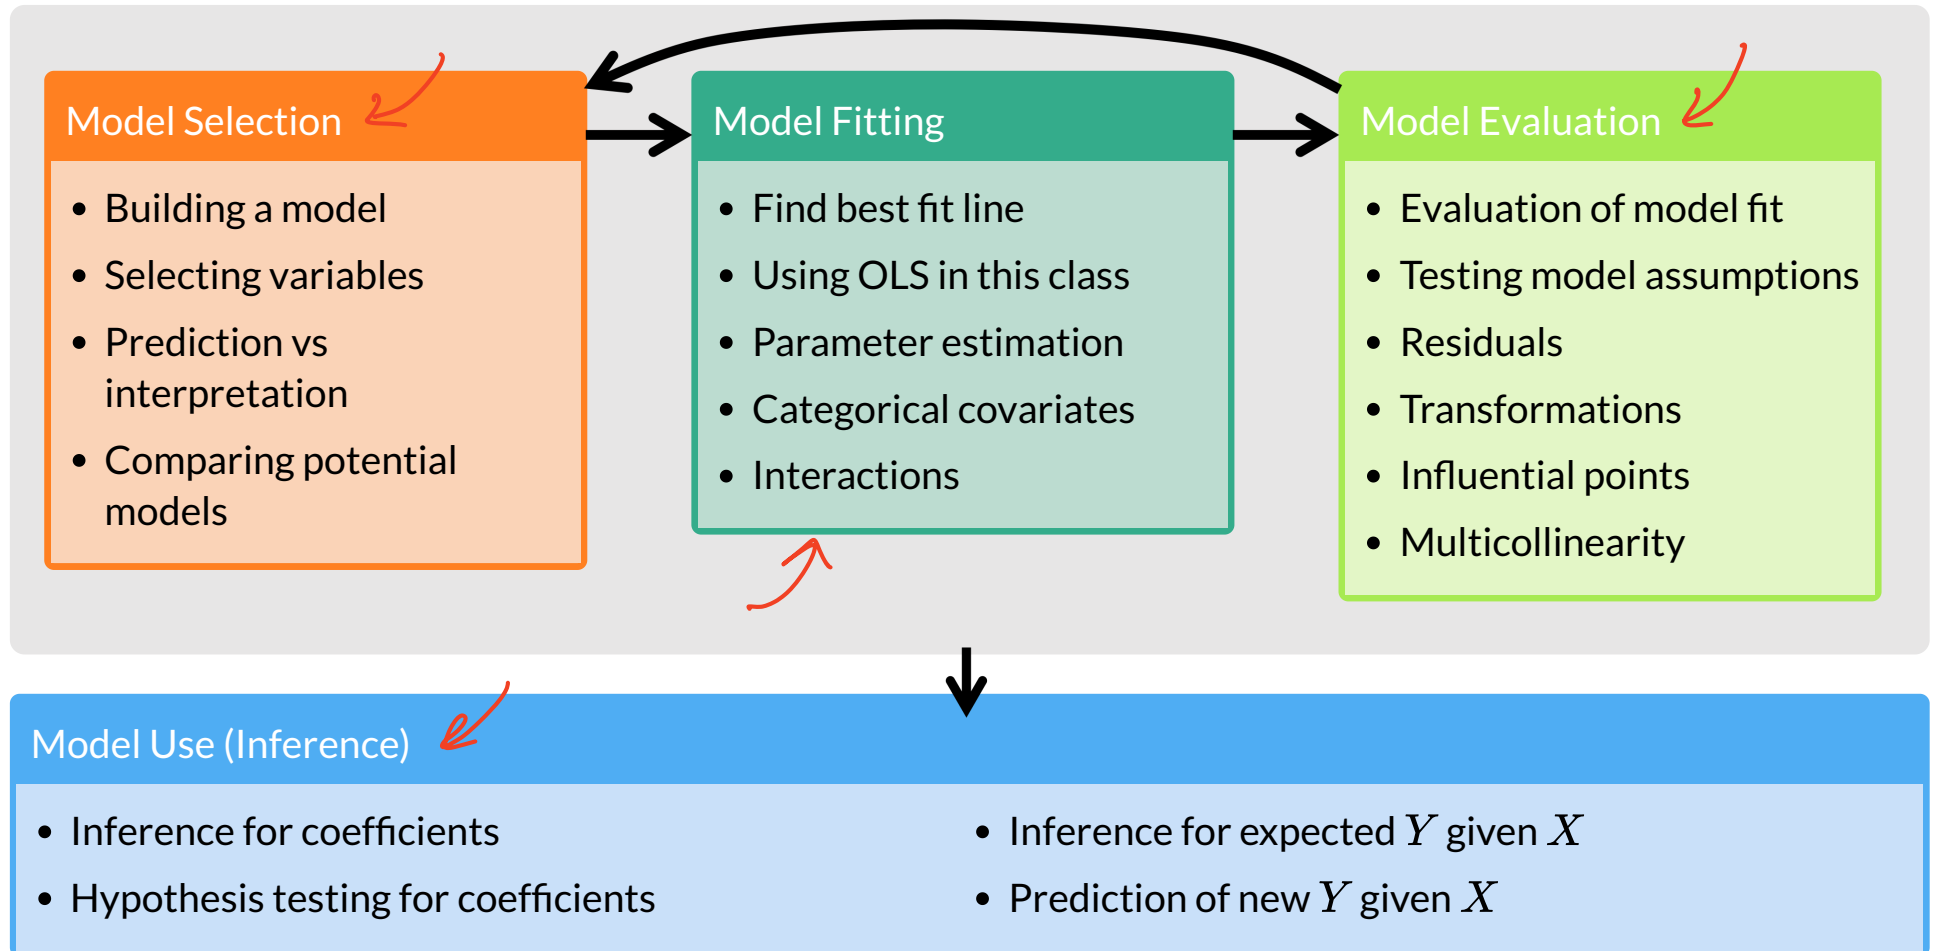 Model Selection
• Building a model
• Selecting variables
• Prediction vs
interpretation
• Comparing potential
models
Model Fitting
• Find best fit line
• Using OLS in this class
• Parameter estimation
• Categorical covariates
• Interactions
Model Evaluation
• Evaluation of model fit
• Testing model assumptions
• Residuals
• Transformations
• Influential points
• Multicollinearity
Model Use (Inference)
• Inference for coefficients
• Hypothesis testing for coefficients
• Inference for expected Y given X
• Prediction of new Y given X